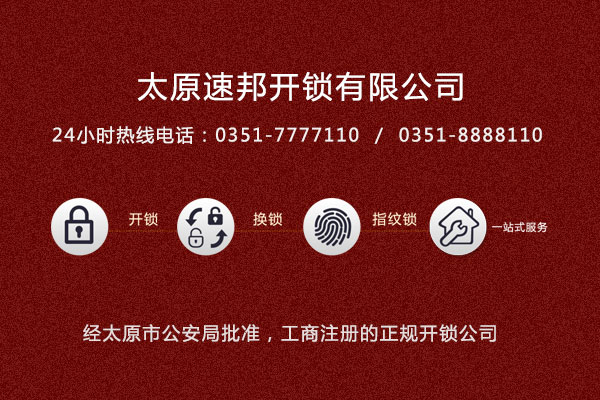 太原速邦开锁有限公司
24小时热线电话：0351-7777110 / 0351-8888110
开锁 换锁 指纹锁 一站式服务
经太原市公安局批准，工商注册的正规开锁公司